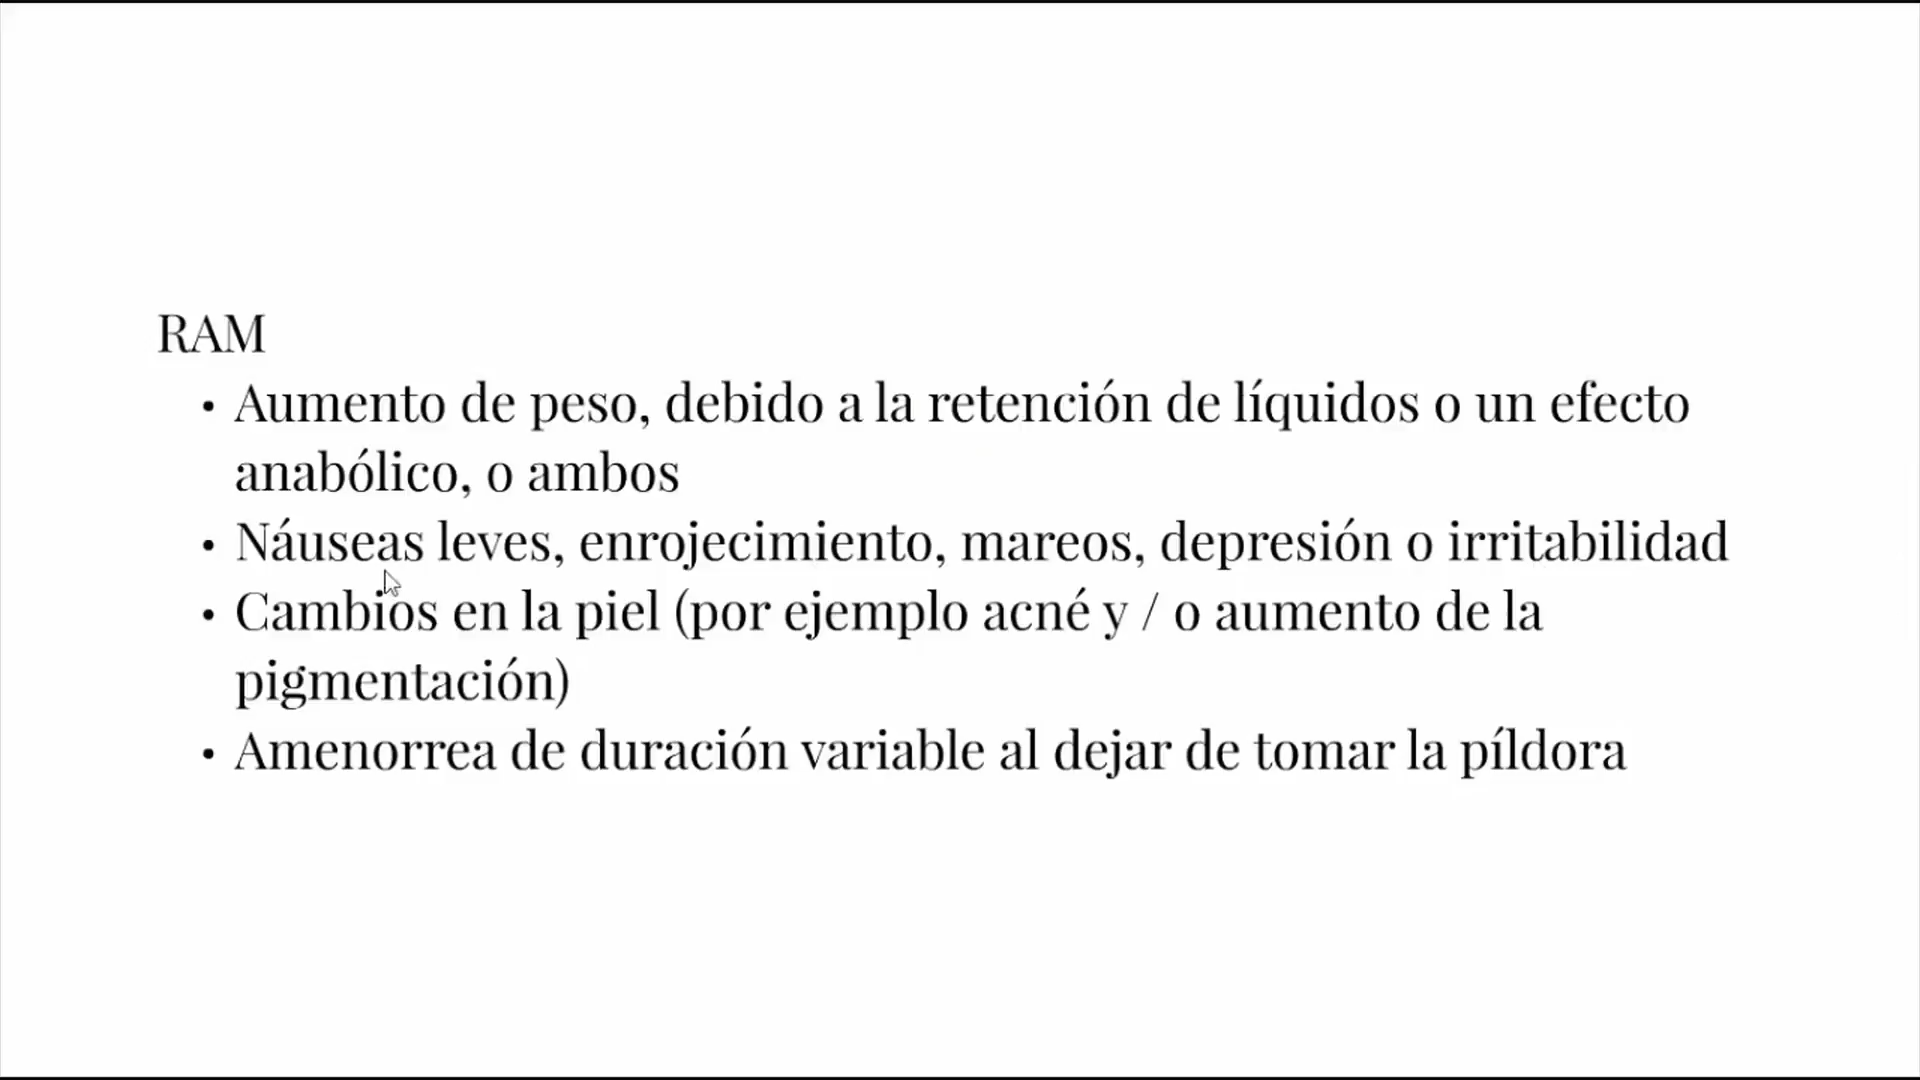 RAM
• Aumento de peso, debido a la retención de líquidos o un efecto
anabólico, o ambos
• Náuseas leves, enrojecimiento, mareos, depresión o irritabilidad
• Cambios en la piel (por ejemplo acné y / o aumento de la
pigmentación)
• Amenorrea de duración variable al dejar de tomar la píldora